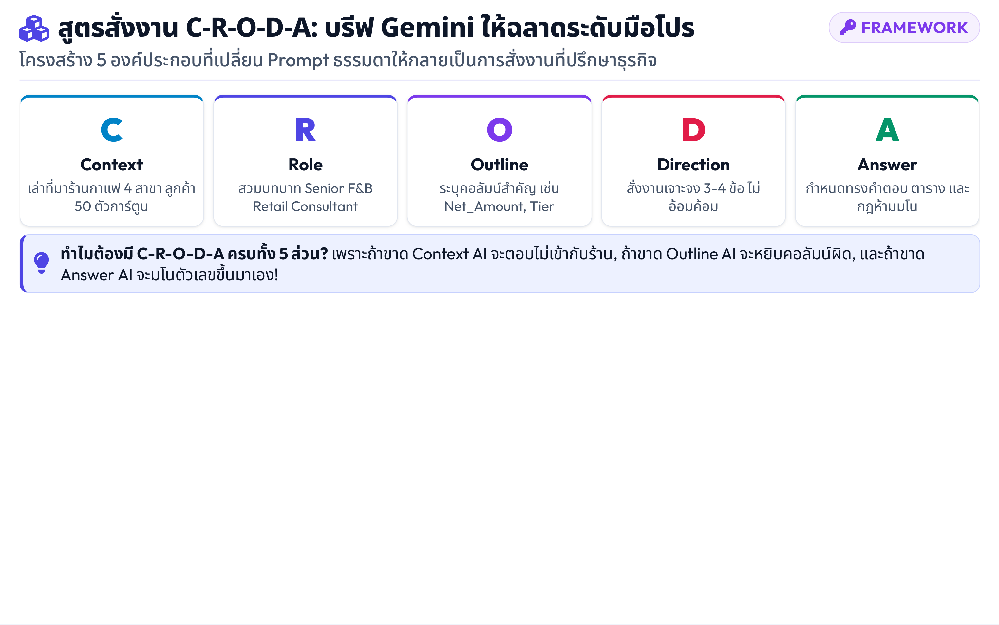 สูตรสั่งงาน C-R-O-D-A: บรีฟ Gemini ให้ฉลาดระดับมือโปร
FRAMEWORK
โครงสร้าง 5 องค์ประกอบที่เปลี่ยน Prompt ธรรมดาให้กลายเป็นการสั่งงานที่ปรึกษาธุรกิจ
C
Context
เล่าที่มาร้านกาแฟ 4 สาขา ลูกค้า
50 ตัวการ์ตูน
R
Role
สวมบทบาท Senior F&B
Retail Consultant
O
Outline
ระบุคอลัมน์สำคัญ เช่น
Net_Amount, Tier
D
Direction
สั่งงานเจาะจง 3-4 ข้อ ไม่
อ้อมค้อม
A
Answer
กำหนดทรงคำตอบ ตาราง และ
กฎห้ามมโน
ทำไมต้องมี C-R-O-D-A ครบทั้ง 5 ส่วน? เพราะถ้าขาด Context AI จะตอบไม่เข้ากับร้าน, ถ้าขาด Outline AI จะหยิบคอลัมน์ผิด, และถ้าขาด
Answer AI จะมโนตัวเลขขึ้นมาเอง!